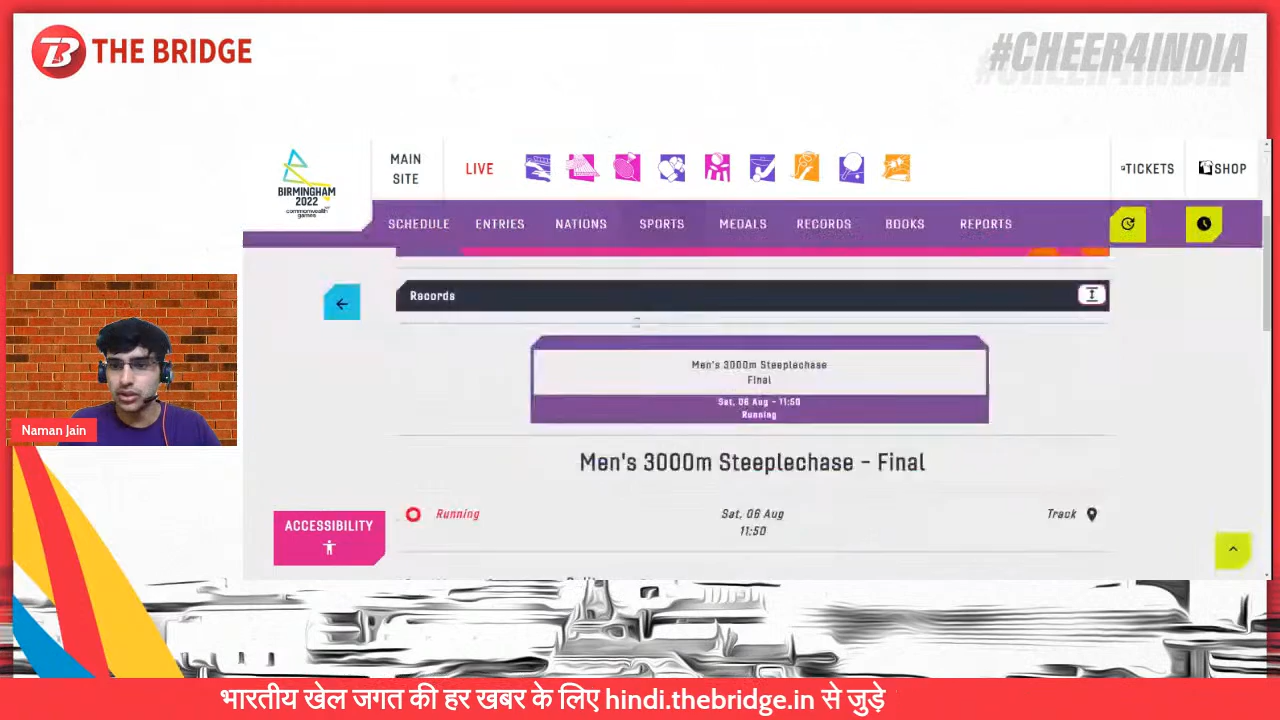 THE BRIDGE
#CHEER4INDIA
BIRMINGHAM
2022
commonwealth
games
MAIN
SITE
LIVE
TICKETS
SHOP
SCHEDULE
ENTRIES
NATIONS
SPORTS
MEDALS
RECORDS
BOOKS
REPORTS
Records
Men's 3000m Steeplechase
Final
Sat, 06 Aug - 11:50
Running
Men's 3000m Steeplechase - Final
Running
Sat, 06 Aug
11:50
Track
Naman Jain
ACCESSIBILITY
भारतीय खेल जगत की हर खबर के लिए hindi.thebridge.in से जुड़े